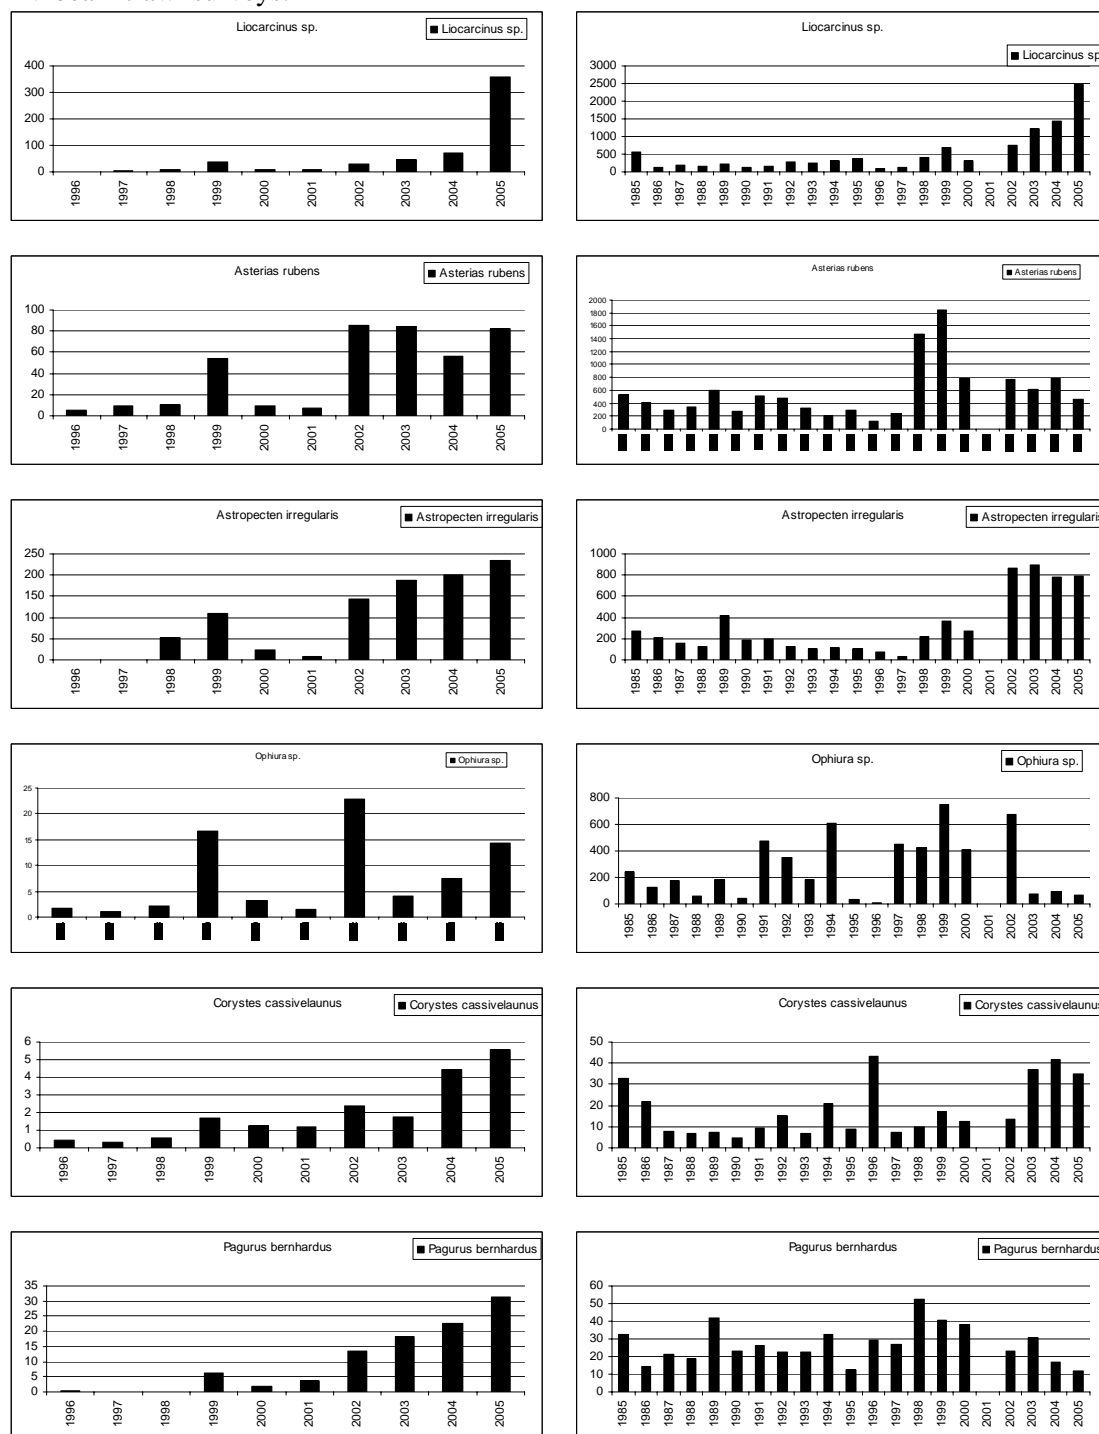 Liocarcinus sp.
Liocarcinus sp.
400
300
200
100
0
1996 1997 1998 1999 2000 2001 2002 2003 2004 2005
Liocarcinus sp.
Liocarcinus sp
3000
2500
2000
1500
1000
500
0
1985 1986 1987 1988 1989 1990 1991 1992 1993 1994 1995 1996 1997 1998 1999 2000 2001 2002 2003 2004 2005
Asterias rubens
Asterias rubens
100
80
60
40
20
0
1996 1997 1998 1999 2000 2001 2002 2003 2004 2005
Asterias rubens
Asterias rubens
2000
1800
1600
1400
1200
1000
800
600
400
200
0
Astropecten irregularis
Astropecten irregularis
250
200
150
100
50
0
1996 1997 1998 1999 2000 2001 2002 2003 2004 2005
Astropecten irregularis
Astropecten irregularis
1000
800
600
400
200
0
1985 1986 1987 1988 1989 1990 1991 1992 1993 1994 1995 1996 1997 1998 1999 2000 2001 2002 2003 2004 2005
Ophiura sp.
Ophiura sp.
25
20
15
10
5
0
Ophiura sp.
Ophiura sp.
800
600
400
200
0
1985 1986 1987 1988 1989 1990 1991 1992 1993 1994 1995 1996 1997 1998 1999 2000 2001 2002 2003 2004 2005
Corystes cassivelaunus
Corystes cassivelaunus
6
5
4
3
2
1
0
1996 1997 1998 1999 2000 2001 2002 2003 2004 2005
Corystes cassivelaunus
Corystes cassivelaunus
50
40
30
20
10
0
1985 1986 1987 1988 1989 1990 1991 1992 1993 1994 1995 1996 1997 1998 1999 2000 2001 2002 2003 2004 2005
Pagurus bernhardus
Pagurus bernhardus
35
30
25
20
15
10
5
0
1996 1997 1998 1999 2000 2001 2002 2003 2004 2005
Pagurus bernhardus
Pagurus bernhardus
60
50
40
30
20
10
0
1985 1986 1987 1988 1989 1990 1991 1992 1993 1994 1995 1996 1997 1998 1999 2000 2001 2002 2003 2004 2005